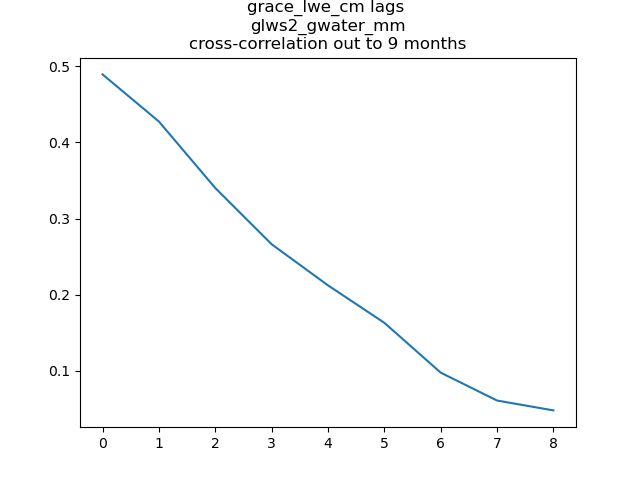 grace_lwe_cm lags
glws2_gwater_mm
cross-correlation out to 9 months
0.5
0.4
0.3
0.2
0.1
0 1 2 3 4 5 6 7 8